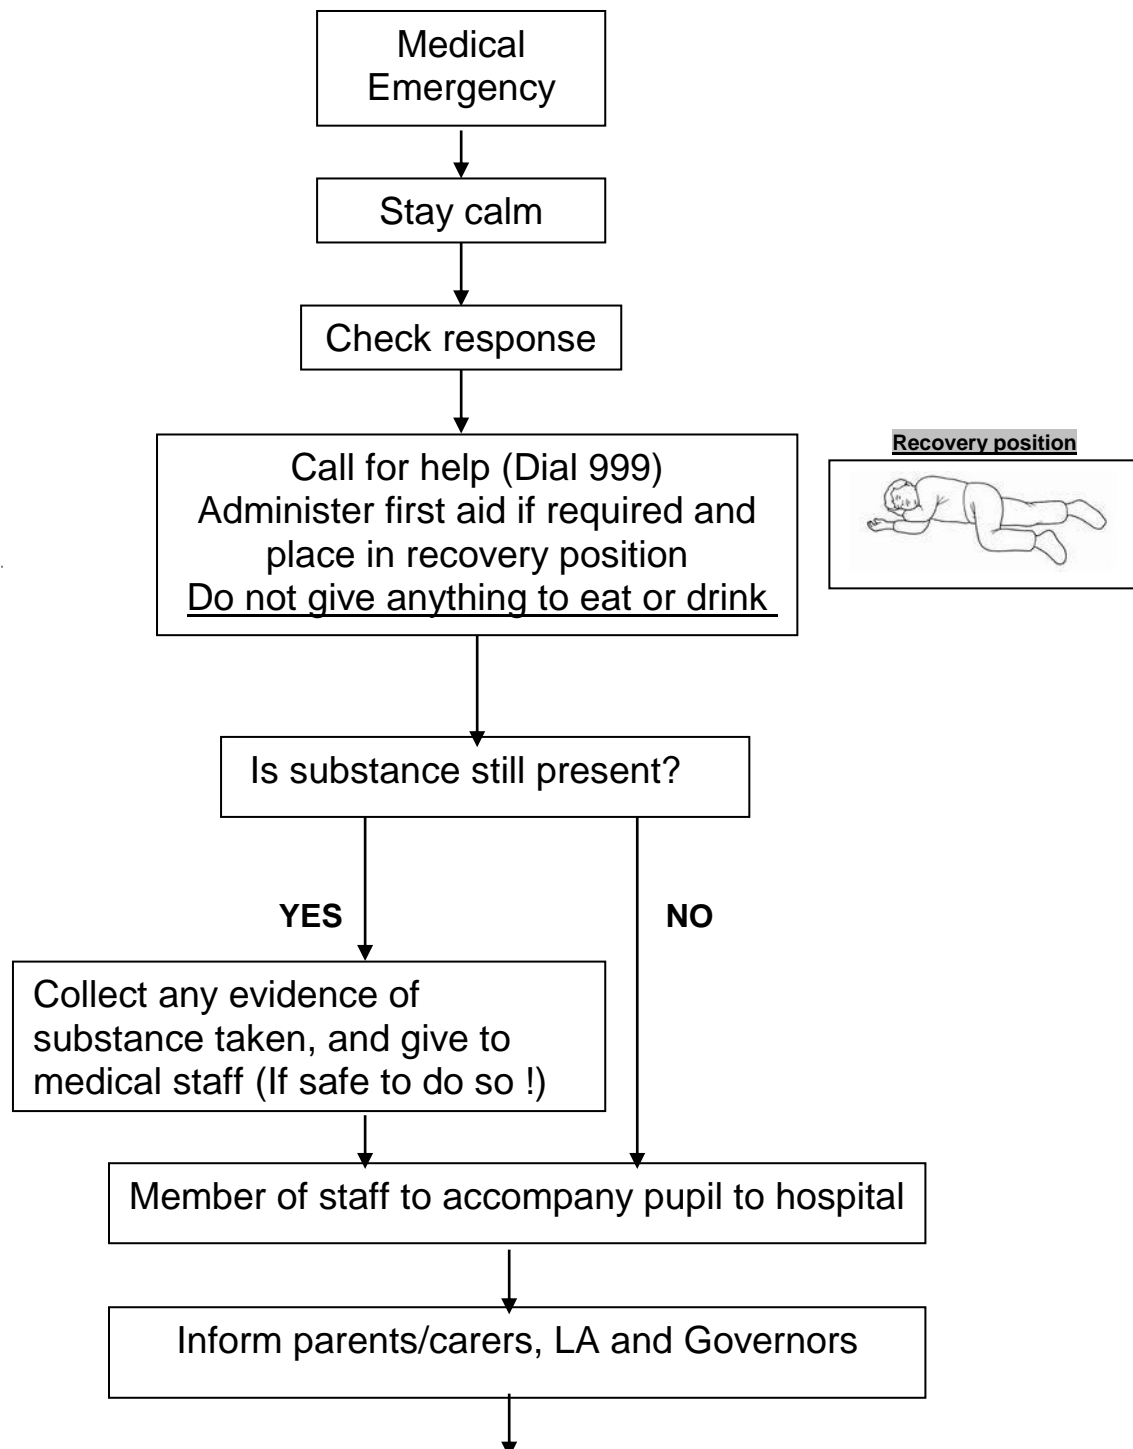 Medical
Emergency
Stay calm
Check response
Call for help (Dial 999)
Administer first aid if required and
place in recovery position
Do not give anything to eat or drink
Recovery position
Is substance still present?
YES
NO
Collect any evidence of
substance taken, and give to
medical staff (If safe to do so !)
Member of staff to accompany pupil to hospital
Inform parents/carers, LA and Governors